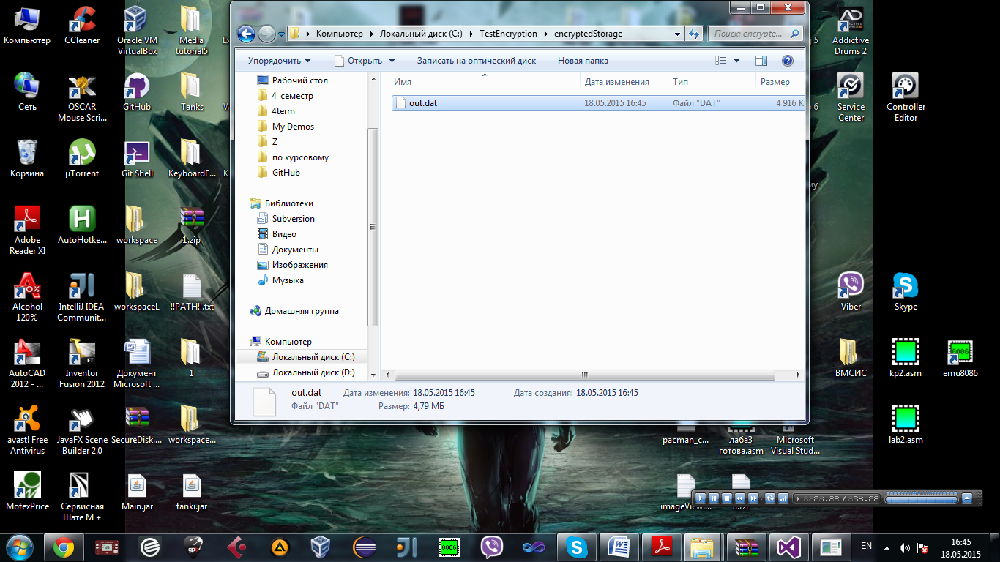 Компьютер
CCleaner
Oracle VM
VirtualBox
Media
tutorial5
Сеть
OSCAR
Mouse Scri...
GitHub
Tanks
Корзина
µTorrent
Git Shell
KeyboardE...
Adobe
Reader XI
AutoHotke...
workspace
1.zip
Alcohol
120%
IntelliJ IDEA
Communit...
workspaceL
!!PATH!!.txt
AutoCAD
2012 - ...
Inventor
Fusion 2012
Документ
Microsoft ...
1
avast! Free
Antivirus
JavaFX Scene
Builder 2.0
SecureDisk....
workspace...
MotexPrice
Сервисная
Шате М +
Main.jar
tanki.jar
Компьютер
Локальный диск (C:)
TestEncryption
encryptedStorage
Поиск: encrypte...
Упорядочить
Открыть
Записать на оптический диск
Новая папка
Рабочий стол
4_семестр
4term
My Demos
Z
по курсовому
GitHub
Библиотеки
Subversion
Видео
Документы
Изображения
Музыка
Домашняя группа
Компьютер
Локальный диск (C:)
Локальный диск (D:)
Имя
Дата изменения
Тип
Размер
out.dat
18.05.2015 16:45
Файл "DAT"
4 916 К
out.dat
Дата изменения: 18.05.2015 16:45
Дата создания: 18.05.2015 16:45
Файл "DAT"
Размер: 4,79 МБ
5
Addictive
Drums 2
6
Service
Center
Controller
Editor
му
Viber
Skype
ВМСИС
kp2.asm
8086
emu8086
pacman_c...
лаба3
готова.asm
Microsoft
Visual Stud...
lab2.asm
imageView....
01:22 / 04:08
8086
EN
16:45
18.05.2015